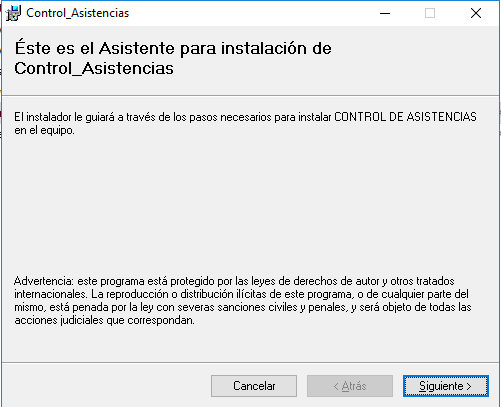 Control_Asistencias
Éste es el Asistente para instalación de
Control_Asistencias
El instalador le guiará a través de los pasos necesarios para instalar CONTROL DE ASISTENCIAS
en el equipo.
Advertencia: este programa está protegido por las leyes de derechos de autor y otros tratados
internacionales. La reproducción o distribución ilícitas de este programa, o de cualquier parte del
mismo, está penada por la ley con severas sanciones civiles y penales, y será objeto de todas las
acciones judiciales que correspondan.
Cancelar
< Atrás
Siguiente >